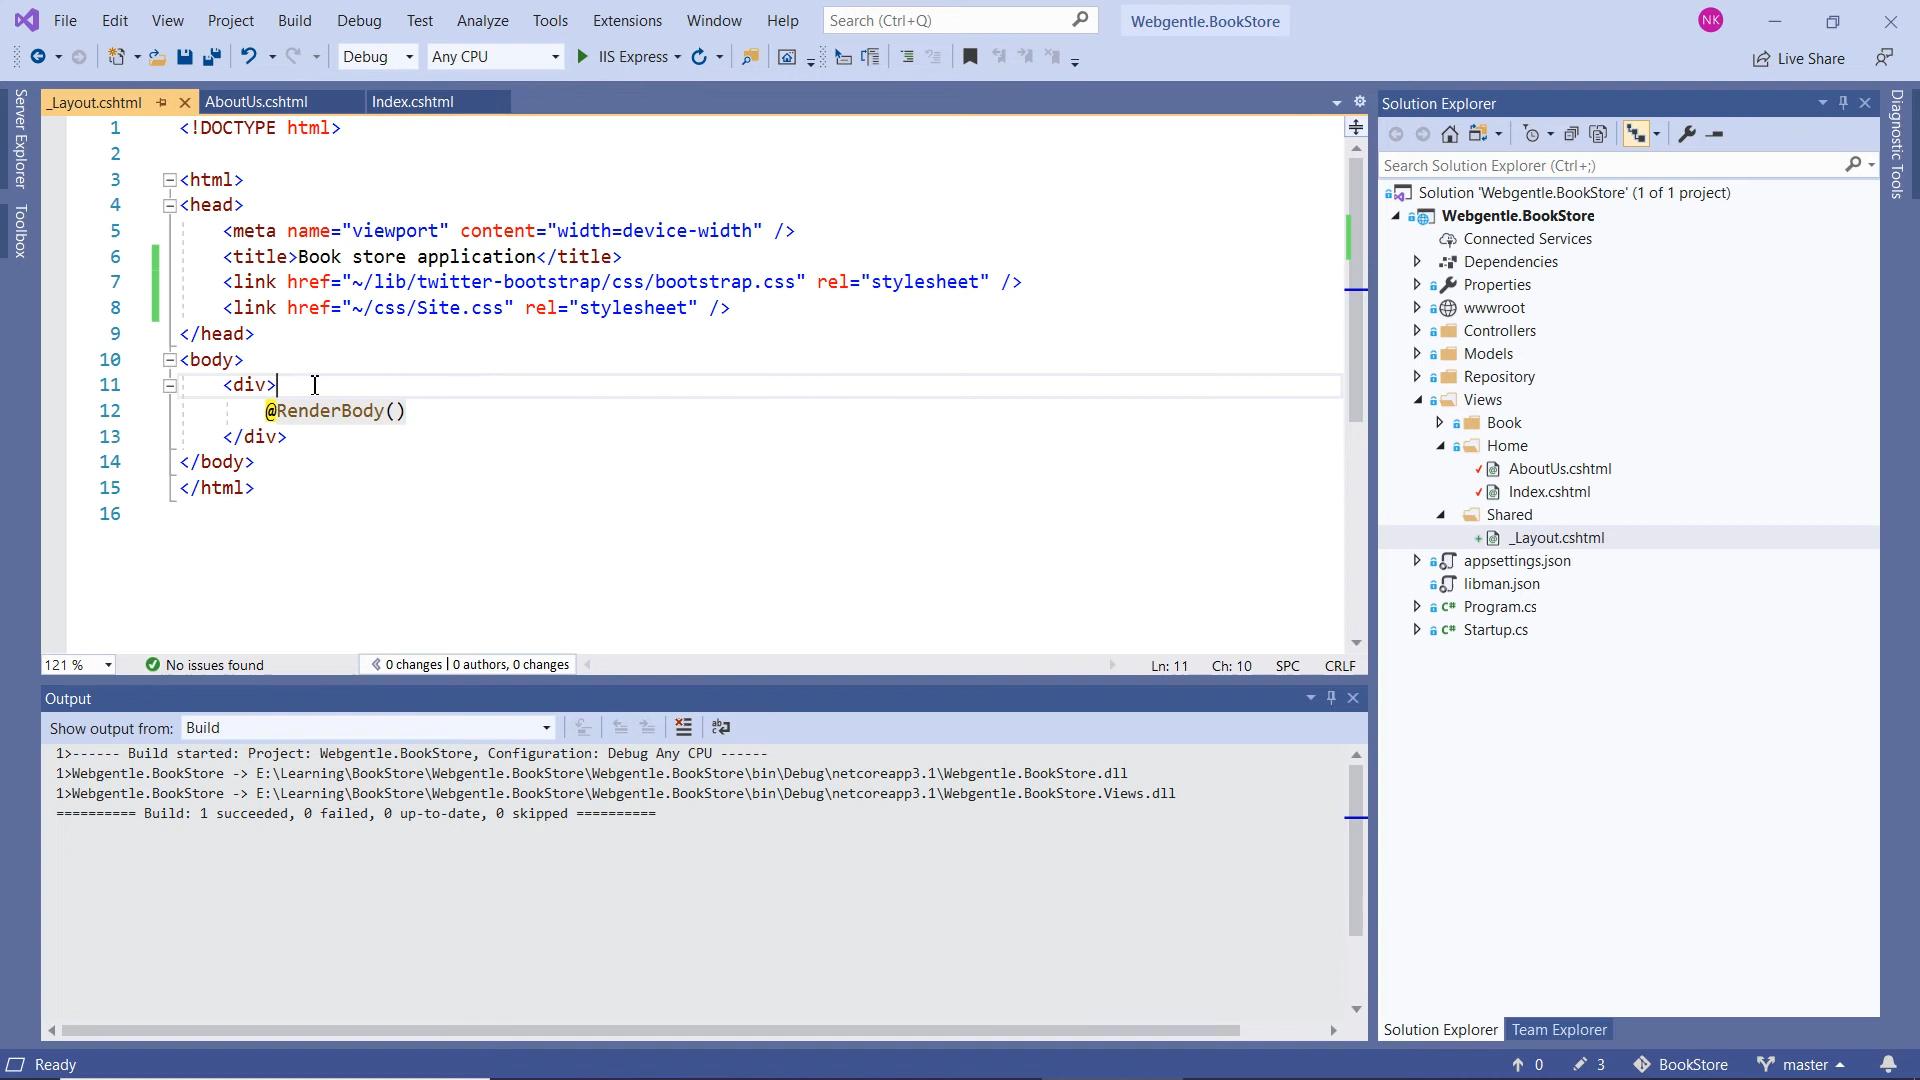 File Edit View Project Build Debug Test Analyze Tools Extensions Window Help Search (Ctrl+Q) Webgentle.BookStore NK
Debug Any CPU IIS Express Live Share
Server Explorer
Toolbox
_Layout.cshtml AboutUs.cshtml Index.cshtml
1 <!DOCTYPE html>
2
3 <html>
4 <head>
5 <meta name="viewport" content="width=device-width" />
6 <title>Book store application</title>
7 <link href="~/lib/twitter-bootstrap/css/bootstrap.css" rel="stylesheet" />
8 <link href="~/css/Site.css" rel="stylesheet" />
9 </head>
10 <body>
11 <div>
12 @RenderBody()
13 </div>
14 </body>
15 </html>
16
121 % No issues found 0 changes | 0 authors, 0 changes Ln: 11 Ch: 10 SPC CRLF
Output
Show output from: Build
1>------ Build started: Project: Webgentle.BookStore, Configuration: Debug Any CPU ------
1>Webgentle.BookStore -> E:\Learning\BookStore\Webgentle.BookStore\Webgentle.BookStore\bin\Debug\netcoreapp3.1\Webgentle.BookStore.dll
1>Webgentle.BookStore -> E:\Learning\BookStore\Webgentle.BookStore\Webgentle.BookStore\bin\Debug\netcoreapp3.1\Webgentle.BookStore.Views.dll
========== Build: 1 succeeded, 0 failed, 0 up-to-date, 0 skipped ==========
Solution Explorer
Search Solution Explorer (Ctrl+;)
Solution 'Webgentle.BookStore' (1 of 1 project)
Webgentle.BookStore
Connected Services
Dependencies
Properties
wwwroot
Controllers
Models
Repository
Views
Book
Home
AboutUs.cshtml
Index.cshtml
Shared
_Layout.cshtml
appsettings.json
libman.json
C# Program.cs
C# Startup.cs
Solution Explorer Team Explorer
Diagnostic Tools
Ready 0 3 BookStore master